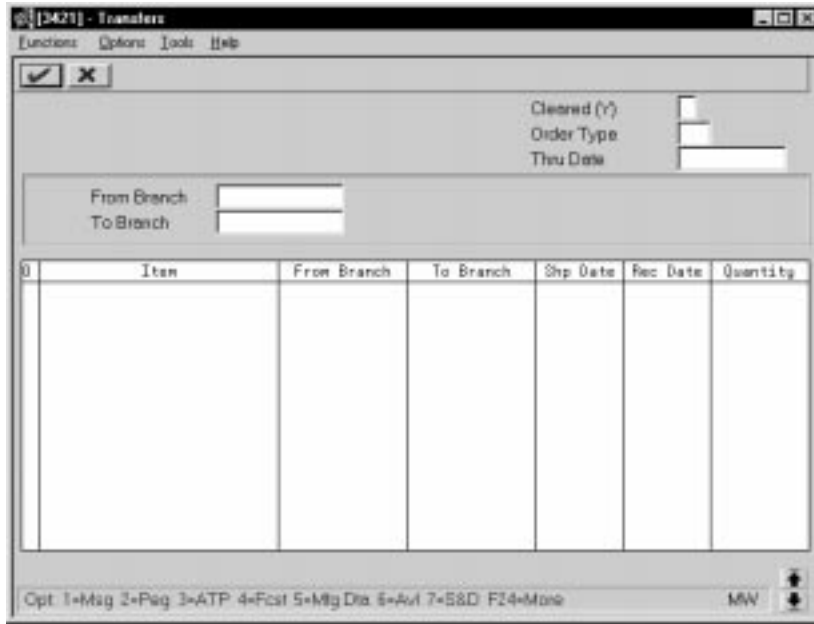 [3421] - Transfers
Functions Options Tools Help
Cleared (Y)
Order Type
Thru Date
From Branch
To Branch
O Item From Branch To Branch Shp Date Rec Date Quantity
Opt: 1=Msg 2=Peg 3=ATP 4=Fcst 5=Mfg Dta 6=Avl 7=S&D F24=More MW